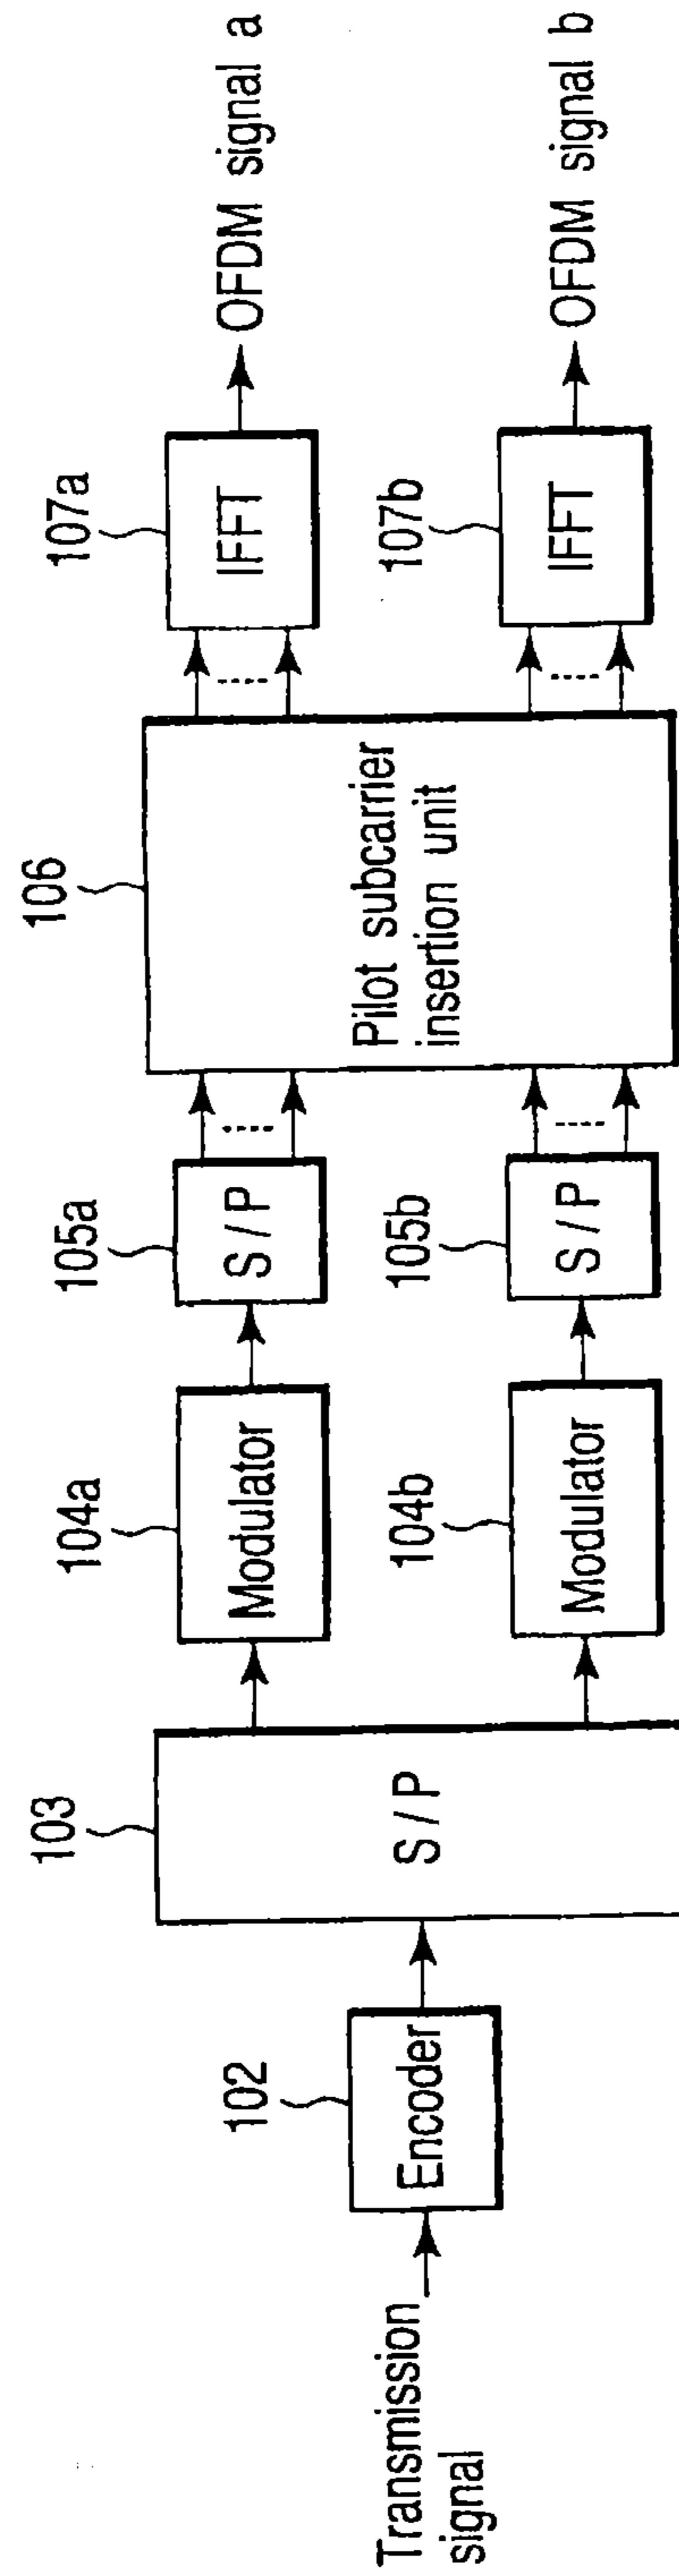 Transmission
signal
102
Encoder
103
S / P
104a
Modulator
104b
Modulator
105a
S / P
105b
S / P
106
Pilot subcarrier
insertion unit
107a
IFFT
107b
IFFT
OFDM signal a
OFDM signal b